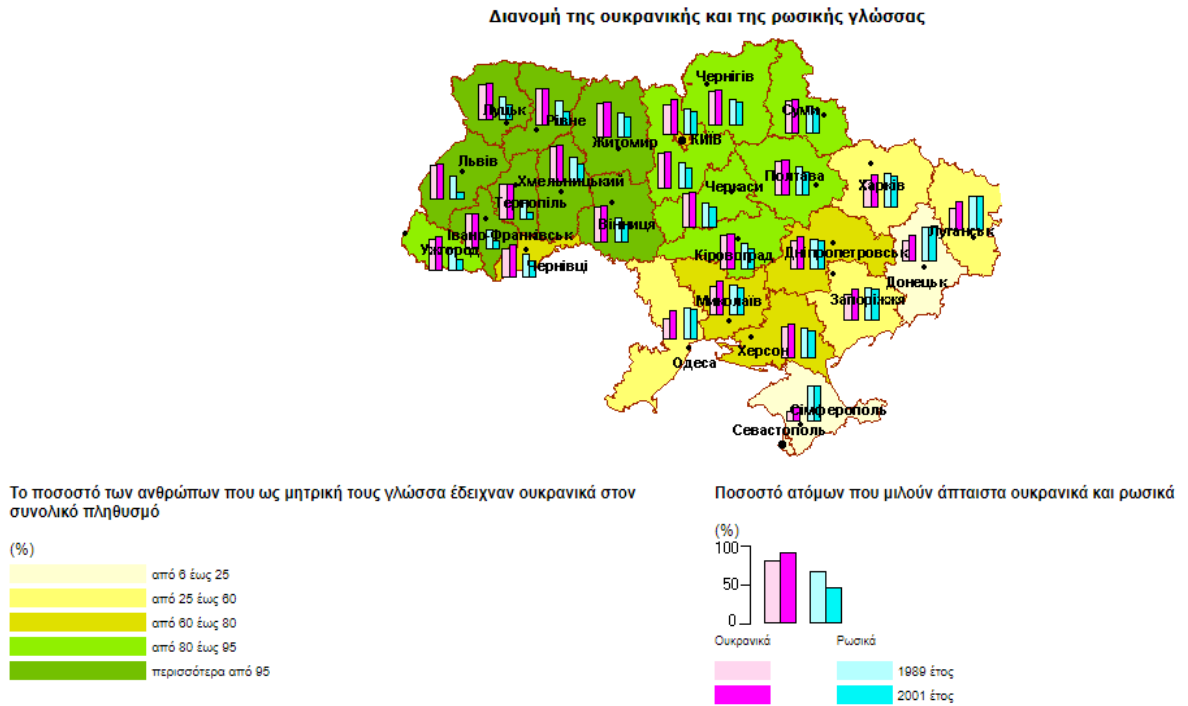 Διανομή της ουκρανικής και της ρωσικής γλώσσας
Чернігів
Луцьк
Рівне
Суми
Житомир
КИЇВ
Львів
Хмельницький
Черкаси
Полтава
Харків
Тернопіль
Вінниця
Івано-Франківськ
Луганськ
Ужгород
Чернівці
Кіровоград
Дніпропетровськ
Донецьк
Миколаїв
Запоріжжя
Одеса
Херсон
Сімферополь
Севастополь
Το ποσοστό των ανθρώπων που ως μητρική τους γλώσσα έδειχναν ουκρανικά στον
συνολικό πληθυσμό
(%)
από 6 έως 25
από 25 έως 60
από 60 έως 80
από 80 έως 95
περισσότερα από 95
Ποσοστό ατόμων που μιλούν άπταιστα ουκρανικά και ρωσικά
(%)
100
50
0
Ουκρανικά Ρωσικά
1989 έτος
2001 έτος